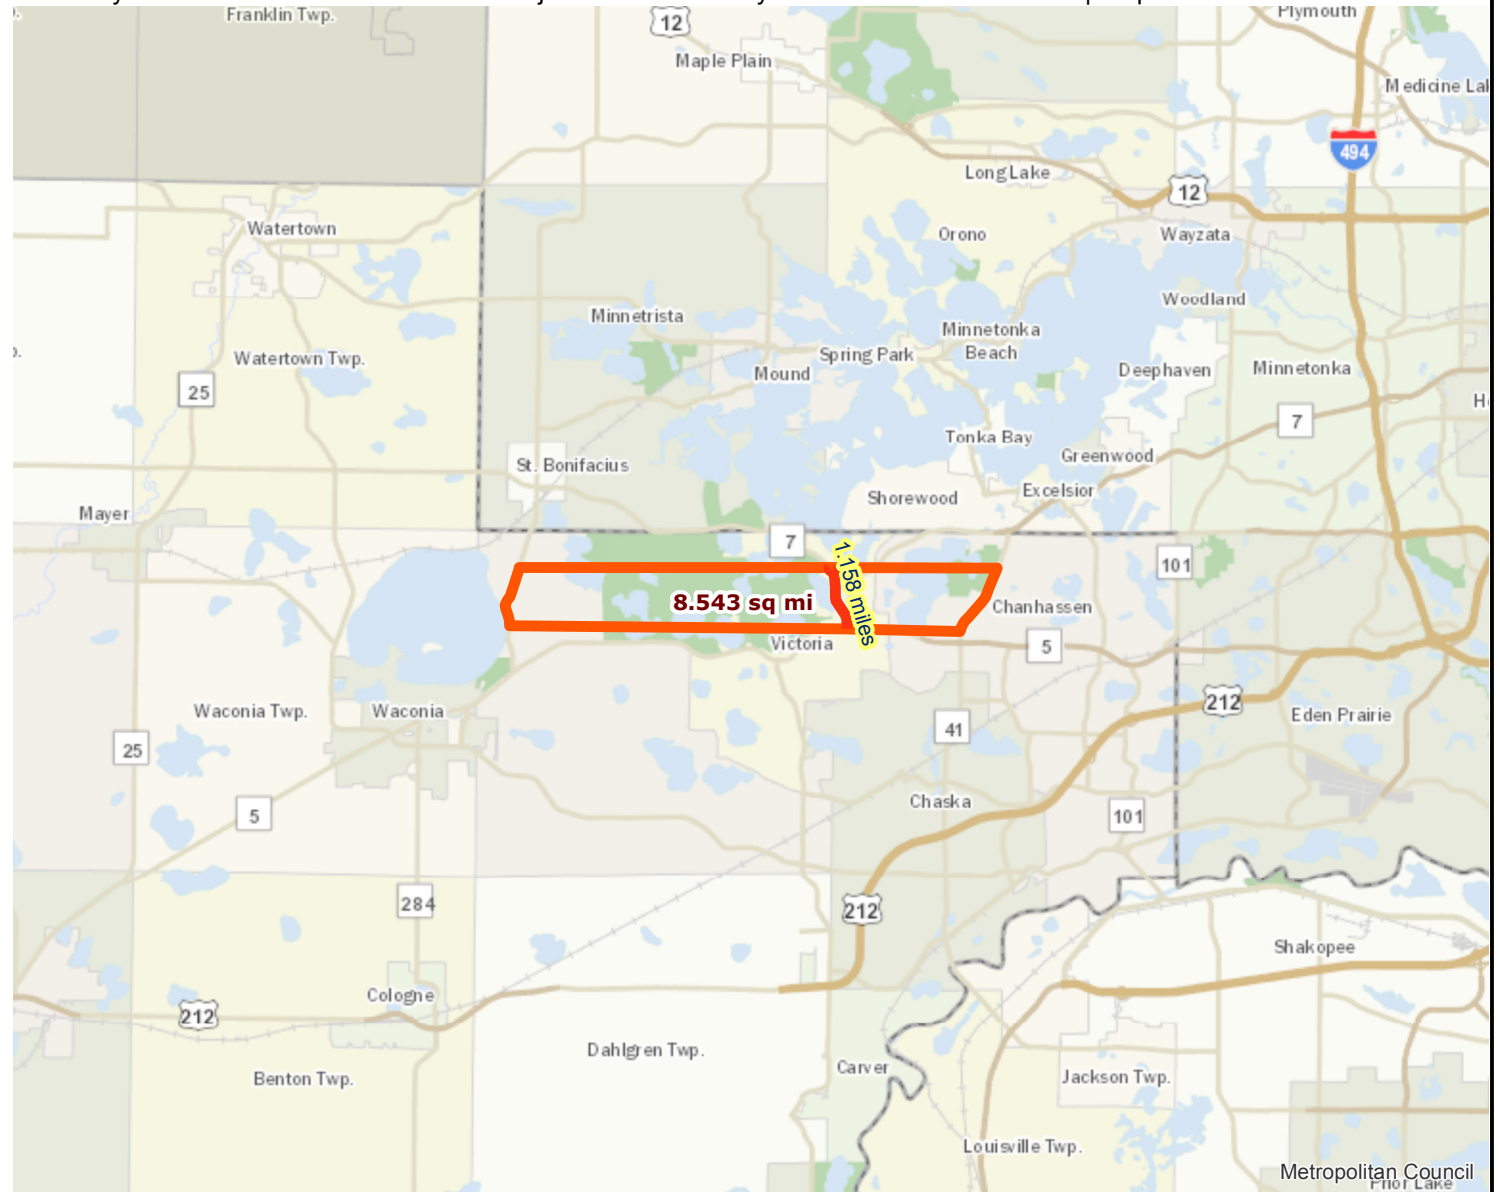 Franklin Twp.
12
Plymouth
Maple Plain
Medicine Lak
494
Long Lake
12
Watertown
Orono
Wayzata
Woodland
Minnetrista
Minnetonka
Beach
Spring Park
Watertown Twp.
Mound
Deephaven
Minnetonka
25
7
Tonka Bay
Greenwood
St. Bonifacius
Excelsior
Shorewood
Mayer
7
1.158 miles
101
8.543 sq mi
Chanhassen
Victoria
5
Waconia Twp.
Waconia
212
Eden Prairie
41
25
Chaska
5
101
284
212
Shakopee
Cologne
212
Dahlgren Twp.
Carver
Benton Twp.
Jackson Twp.
Louisville Twp.
Metropolitan Council
Prior Lake